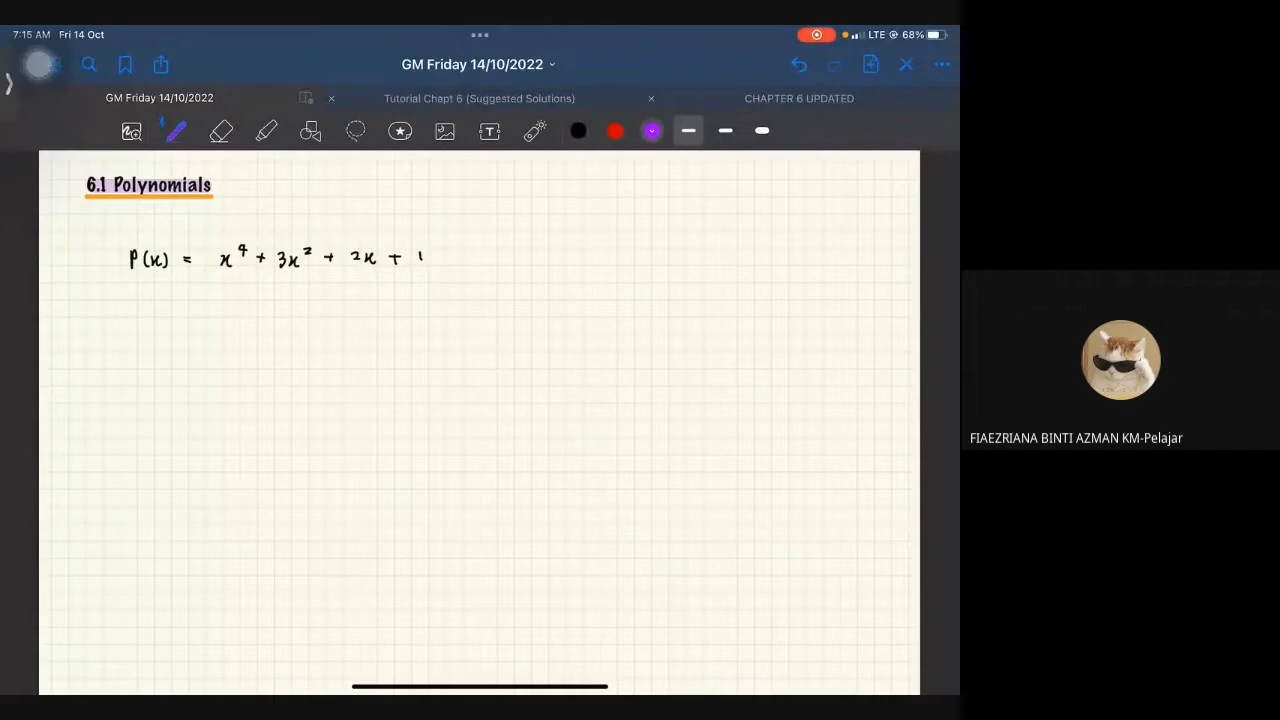 7:15 AM Fri 14 Oct
LTE 68%
GM Friday 14/10/2022
GM Friday 14/10/2022
Tutorial Chapt 6 (Suggested Solutions)
CHAPTER 6 UPDATED
T
6.1 Polynomials
P(x) = x⁴ + 3x² + 2x + 1
FIAEZRIANA BINTI AZMAN KM-Pelajar